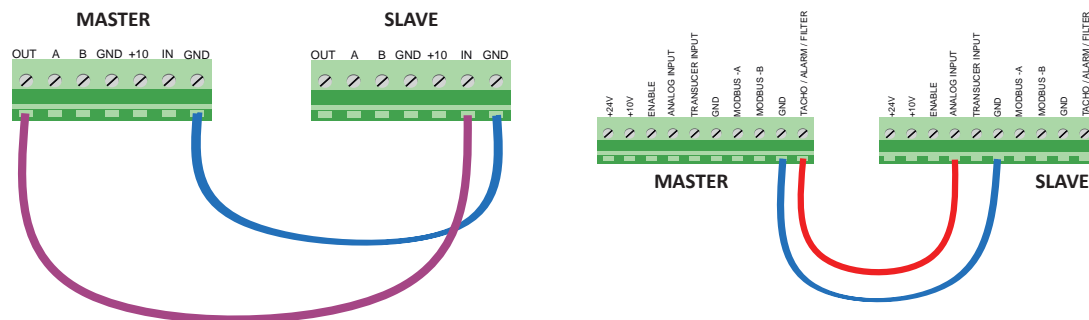 MASTER
OUT A B GND +10 IN GND
SLAVE
OUT A B GND +10 IN GND
+24V
+10V
ENABLE
ANALOG INPUT
TRANSUCER INPUT
GND
MODBUS -A
MODBUS -B
GND
TACHO / ALARM / FILTER
MASTER
+24V
+10V
ENABLE
ANALOG INPUT
TRANSUCER INPUT
GND
MODBUS -A
MODBUS -B
GND
TACHO / ALARM / FILTER
SLAVE